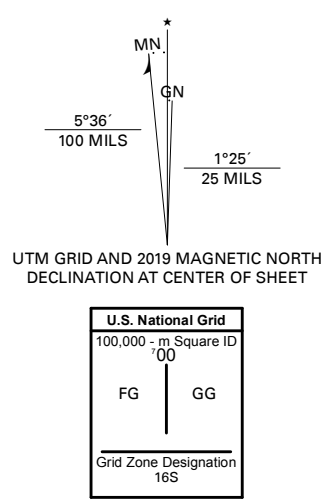 ★
MN
GN
5°36´
100 MILS
1°25´
25 MILS
UTM GRID AND 2019 MAGNETIC NORTH
DECLINATION AT CENTER OF SHEET
U.S. National Grid
100,000 - m Square ID
⁷00
FG GG
Grid Zone Designation
16S